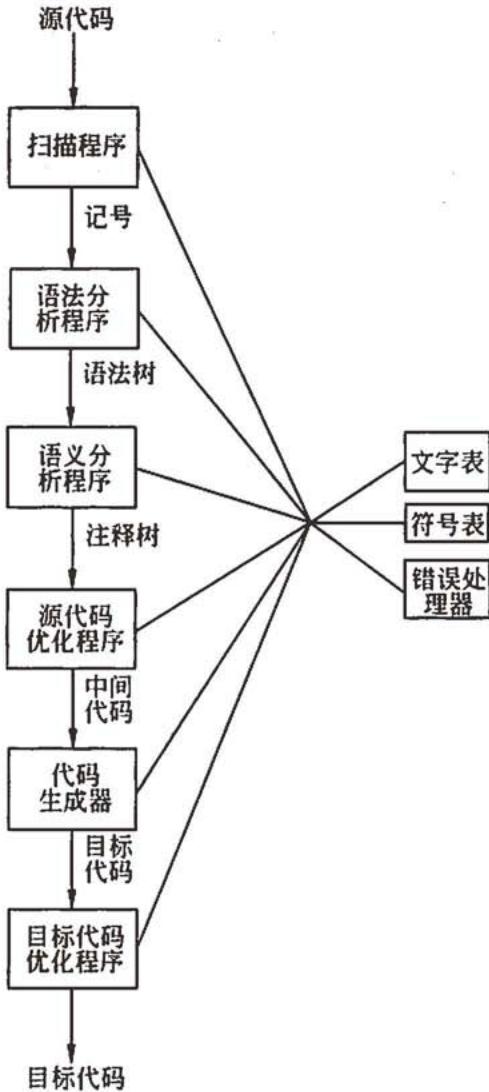 源代码
扫描程序
记号
语法分
析程序
语法树
语义分
析程序
注释树
源代码
优化程序
中间
代码
代码
生成器
目标
代码
目标代码
优化程序
目标代码
文字表
符号表
错误处
理器